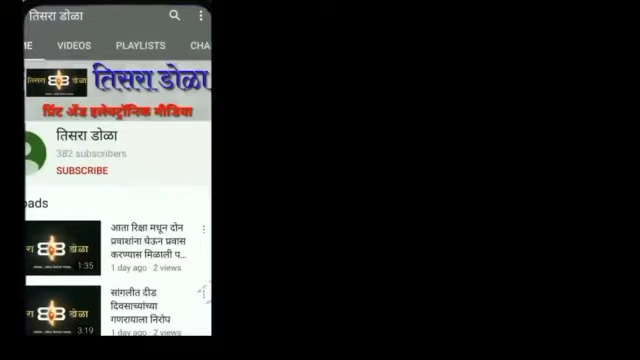 तिसरा डोळा
VIDEOS PLAYLISTS
तिसरा डोळा तिसरा डोळा
प्रिंट अँड इलेक्ट्रॉनिक मीडिया
तिसरा डोळा
382 subscribers
SUBSCRIBE
आता रिक्षा मधून दोन
प्रवाशांना घेऊन प्रवास
करण्यास मिळाली प...
1 day ago · 2 views
डोळा
1:35
सांगलीत दीड
दिवसाच्यांच्या
गणरायाला निरोप
1 day ago · 2 views
डोळा
3:19